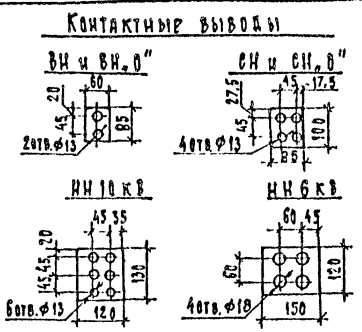 Контактные выводы
ВН и ВН„0"
60
20
45
85
2отв.ф13
СН и СН„0"
45
17,5
27,5
45
100
4отв.ф13
85
НН 10 кВ
45 35
20
45 45
130
6отв.ф13
120
НН 6 кВ
60 45
60
120
4отв.ф18
150